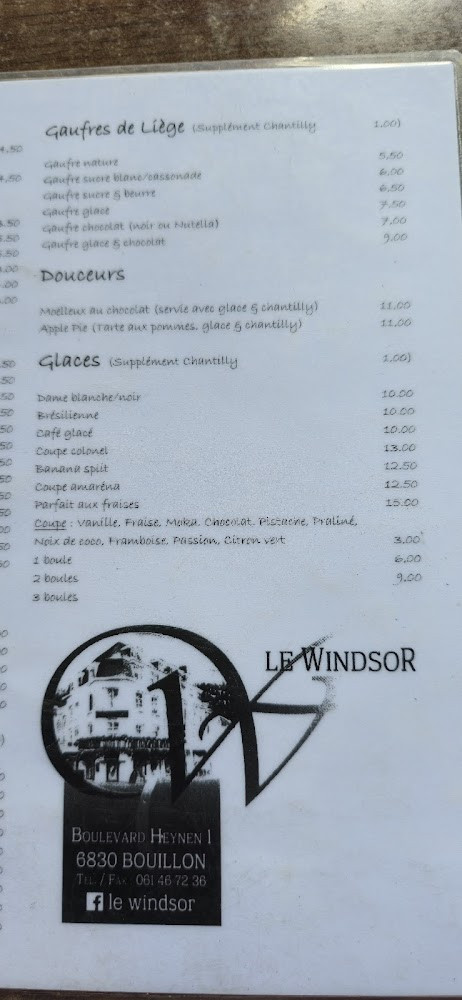 Gaufres de Liège (Supplément Chantilly 1.00)
Gaufre nature 5.50
Gaufre sucre blanc/cassonade 6.00
Gaufre sucre & beurre 6.50
Gaufre glace 7.50
Gaufre chocolat (noir ou Nutella) 7.00
Gaufre glace & chocolat 9.00
Douceurs
Moelleux au chocolat (servie avec glace & chantilly) 11.00
Apple Pie (Tarte aux pommes, glace & chantilly) 11.00
Glaces (Supplément Chantilly 1.00)
Dame blanche/noir 10.00
Brésilienne 10.00
Café glacé 10.00
Coupe colonel 13.00
Banana split 12.50
Coupe amaréna 12.50
Parfait aux fraises 15.00
Coupe : Vanille, Fraise, Moka, Chocolat, Pistache, Praliné,
Noix de coco, Framboise, Passion, Citron vert
1 boule 3.00
2 boules 6.00
3 boules 9.00
LE WINDSOR
BOULEVARD HEYNEN 1
6830 BOUILLON
TEL. / FAX 061 46 72 36
f le windsor